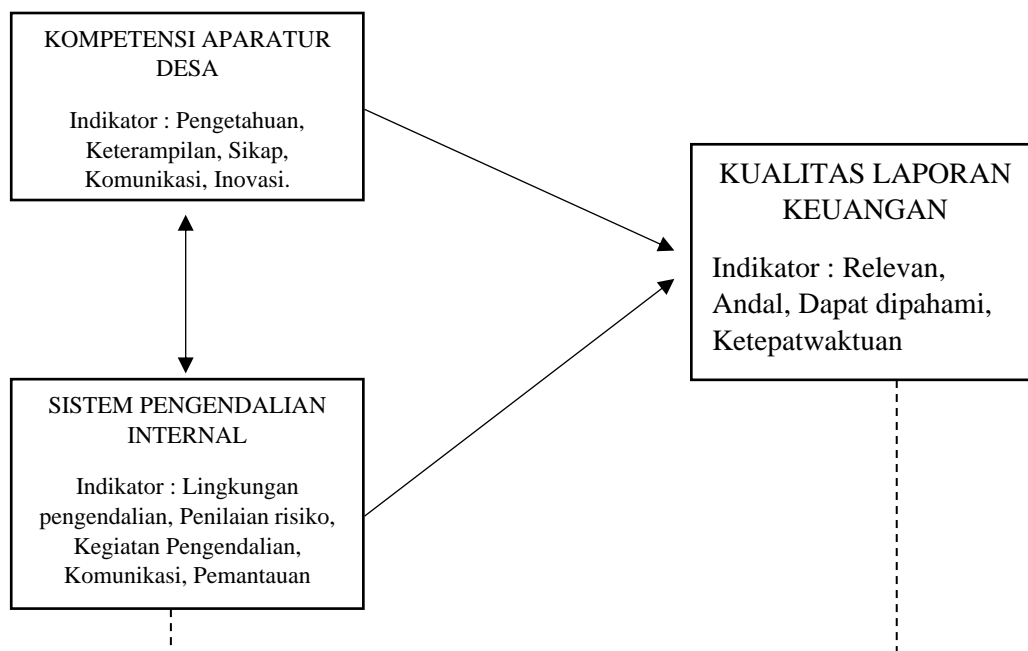 KOMPETENSI APARATUR
DESA
Indikator : Pengetahuan,
Keterampilan, Sikap,
Komunikasi, Inovasi.
KUALITAS LAPORAN
KEUANGAN
Indikator : Relevan,
Andal, Dapat dipahami,
Ketepatwaktuan
SISTEM PENGENDALIAN
INTERNAL
Indikator : Lingkungan
pengendalian, Penilaian risiko,
Kegiatan Pengendalian,
Komunikasi, Pemantauan